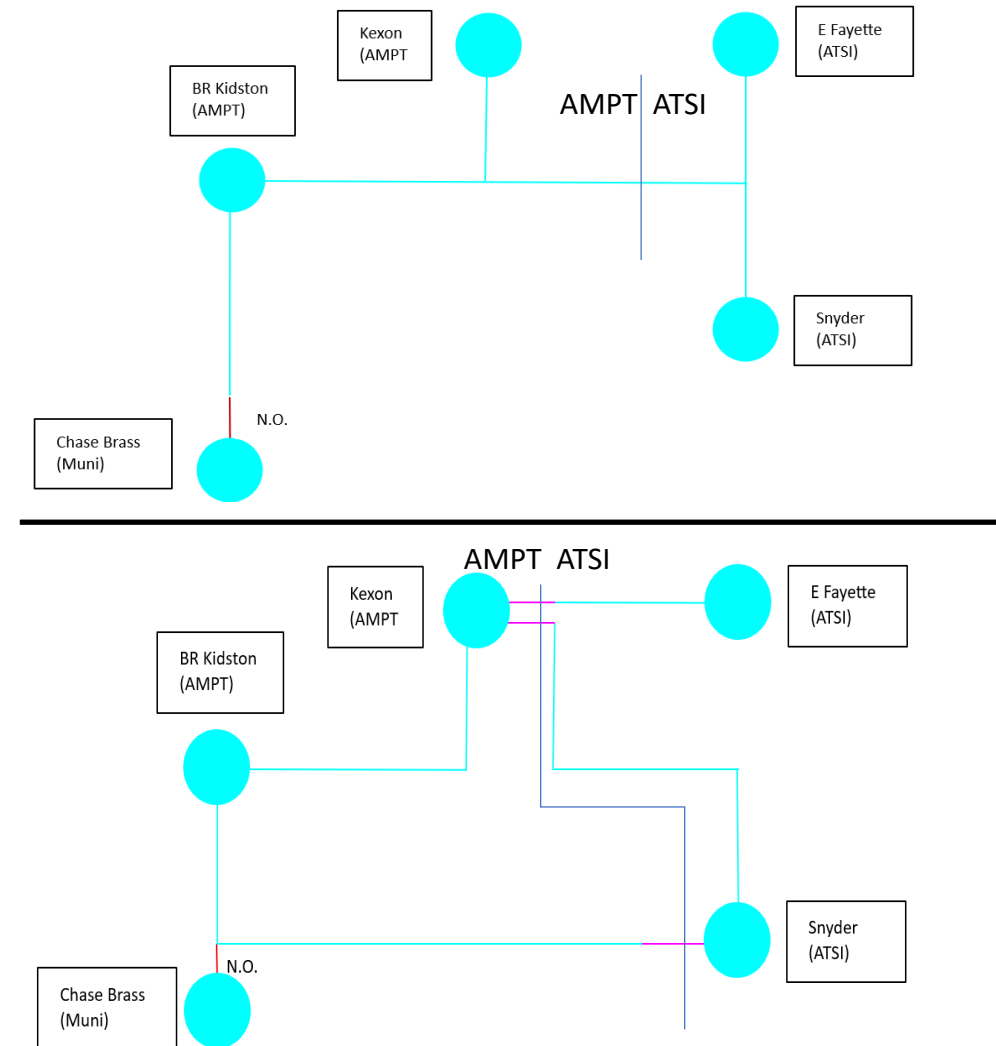 Kexon
(AMPT
E Fayette
(ATSI)
BR Kidston
(AMPT)
AMPT ATSI
Snyder
(ATSI)
N.O.
Chase Brass
(Muni)
AMPT ATSI
Kexon
(AMPT
E Fayette
(ATSI)
BR Kidston
(AMPT)
Snyder
(ATSI)
N.O.
Chase Brass
(Muni)